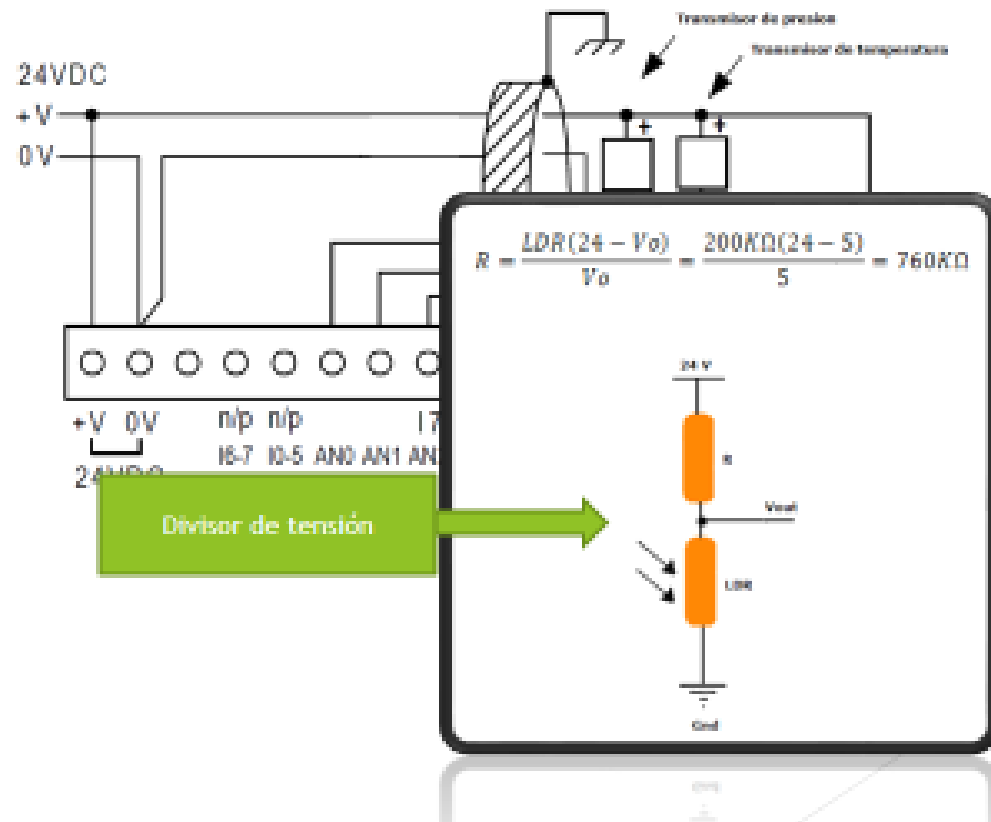 Transmisor de presion
Transmisor de temperatura
24VDC
+V
0V
+
+
R = LDR(24 − Vo) / Vo = 200KΩ(24 − 5) / 5 = 760KΩ
24 V
R
Vout
LDR
Gnd
+V 0V n/p n/p I7
I6-7 I0-5 AN0 AN1
Divisor de tensión